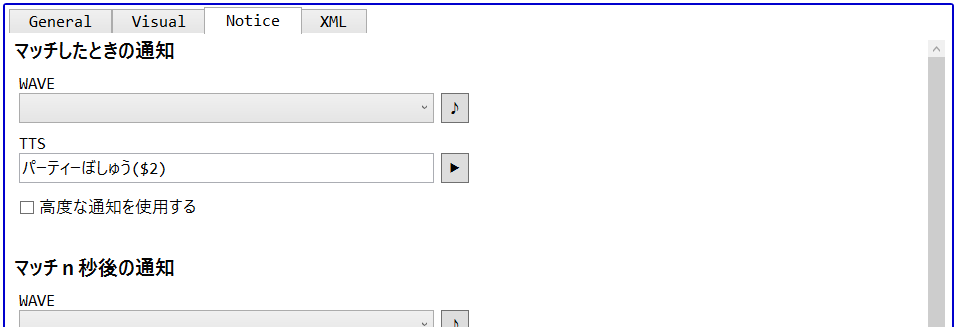 General Visual Notice XML
マッチしたときの通知
WAVE
♪
TTS
パーティーぼしゅう($2)
高度な通知を使用する
マッチ n 秒後の通知
WAVE
♪